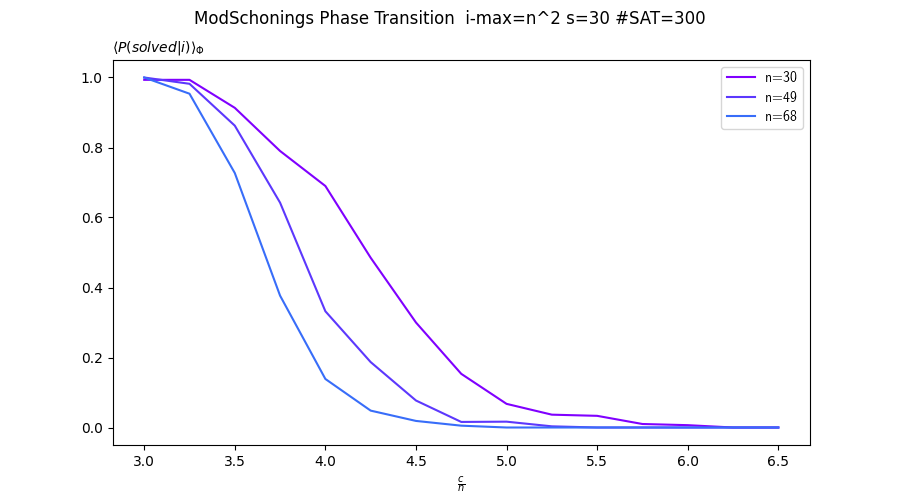 ModSchonings Phase Transition  i-max=n^2 s=30 #SAT=300
⟨P(solved|i)⟩Φ
1.0
0.8
0.6
0.4
0.2
0.0
n=30
n=49
n=68
3.0 3.5 4.0 4.5 5.0 5.5 6.0 6.5
c/n